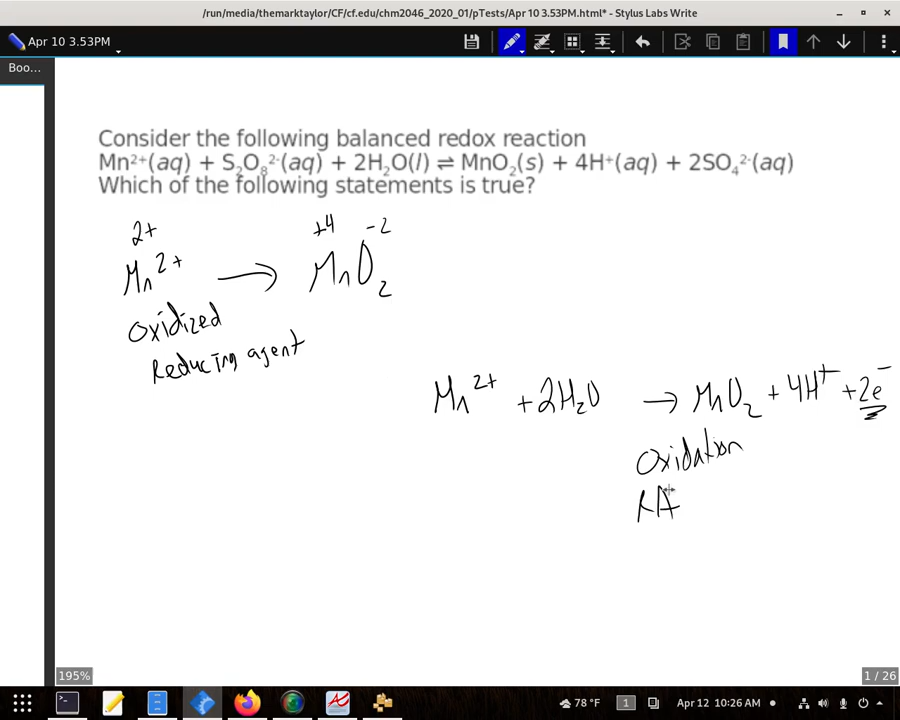 /run/media/themarktaylor/CF/cf.edu/chm2046_2020_01/pTests/Apr 10 3.53PM.html* - Stylus Labs Write
Apr 10 3.53PM
Boo...
Consider the following balanced redox reaction
Mn²⁺(aq) + S₂O₈²⁻(aq) + 2H₂O(l) ⇌ MnO₂(s) + 4H⁺(aq) + 2SO₄²⁻(aq)
Which of the following statements is true?
2+ +4 -2
Mn²⁺ → MnO₂
Oxidized
Reducing agent
Mn²⁺ + 2H₂O → MnO₂ + 4H⁺ + 2e⁻
Oxidation
RA
195% 1 / 26
78 °F 1 Apr 12 10:26 AM